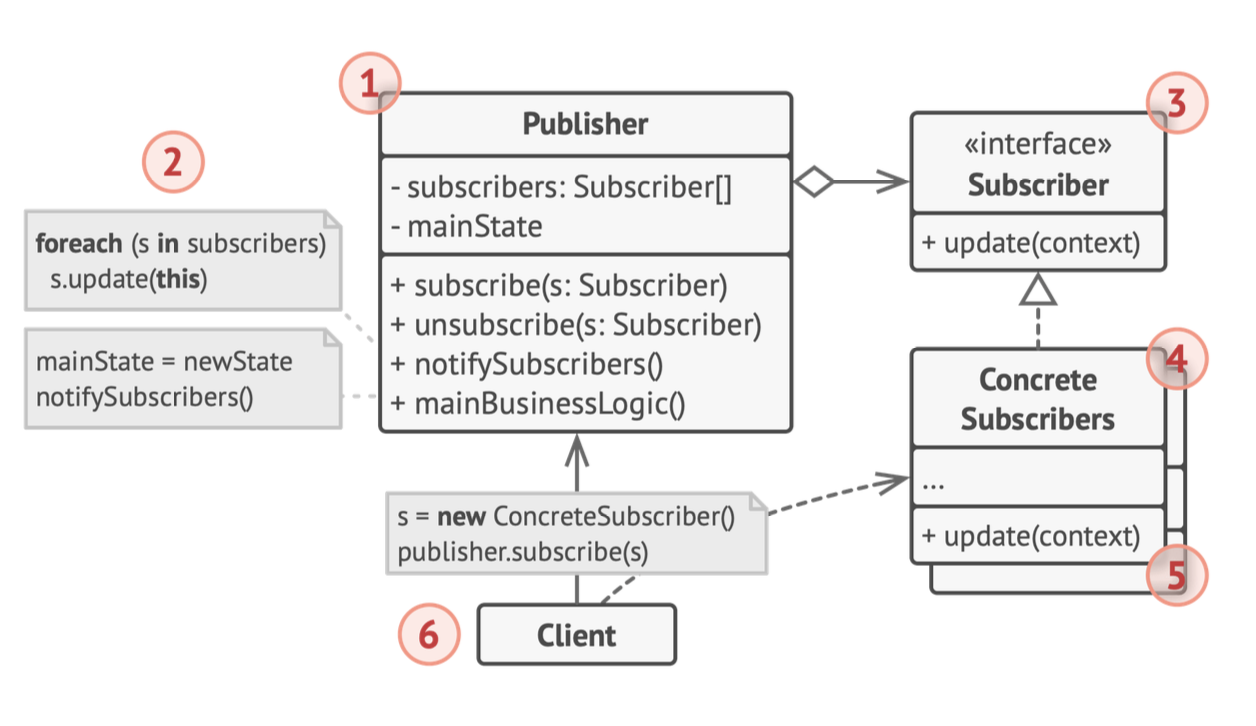 1
Publisher
- subscribers: Subscriber[]
- mainState
+ subscribe(s: Subscriber)
+ unsubscribe(s: Subscriber)
+ notifySubscribers()
+ mainBusinessLogic()
2
foreach (s in subscribers)
s.update(this)
mainState = newState
notifySubscribers()
3
«interface»
Subscriber
+ update(context)
4
Concrete
Subscribers
...
+ update(context)
5
s = new ConcreteSubscriber()
publisher.subscribe(s)
6
Client